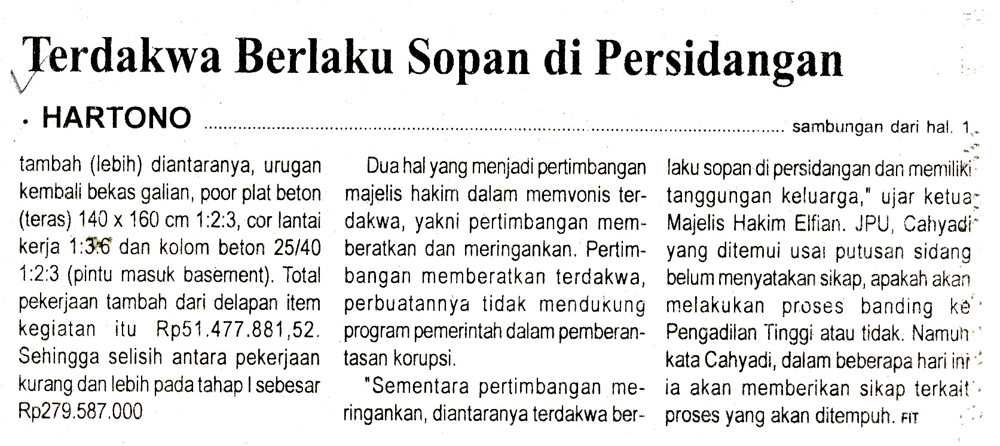 Terdakwa Berlaku Sopan di Persidangan
· HARTONO ........................................ sambungan dari hal. 1
tambah (lebih) diantaranya, urugan
kembali bekas galian, poor plat beton
(teras) 140 x 160 cm 1:2:3, cor lantai
kerja 1:3:6 dan kolom beton 25/40
1:2:3 (pintu masuk basement). Total
pekerjaan tambah dari delapan item
kegiatan itu Rp51.477.881,52.
Sehingga selisih antara pekerjaan
kurang dan lebih pada tahap I sebesar
Rp279.587.000
Dua hal yang menjadi pertimbangan
majelis hakim dalam memvonis ter-
dakwa, yakni pertimbangan mem-
beratkan dan meringankan. Pertim-
bangan memberatkan terdakwa,
perbuatannya tidak mendukung
program pemerintah dalam pemberan-
tasan korupsi.
"Sementara pertimbangan me-
ringankan, diantaranya terdakwa ber-
laku sopan di persidangan dan memiliki
tanggungan keluarga," ujar ketua
Majelis Hakim Elfian. JPU, Cahyadi
yang ditemui usai putusan sidang
belum menyatakan sikap, apakah akan
melakukan proses banding ke
Pengadilan Tinggi atau tidak. Namun
kata Cahyadi, dalam beberapa hari ini
ia akan memberikan sikap terkait
proses yang akan ditempuh. FIT